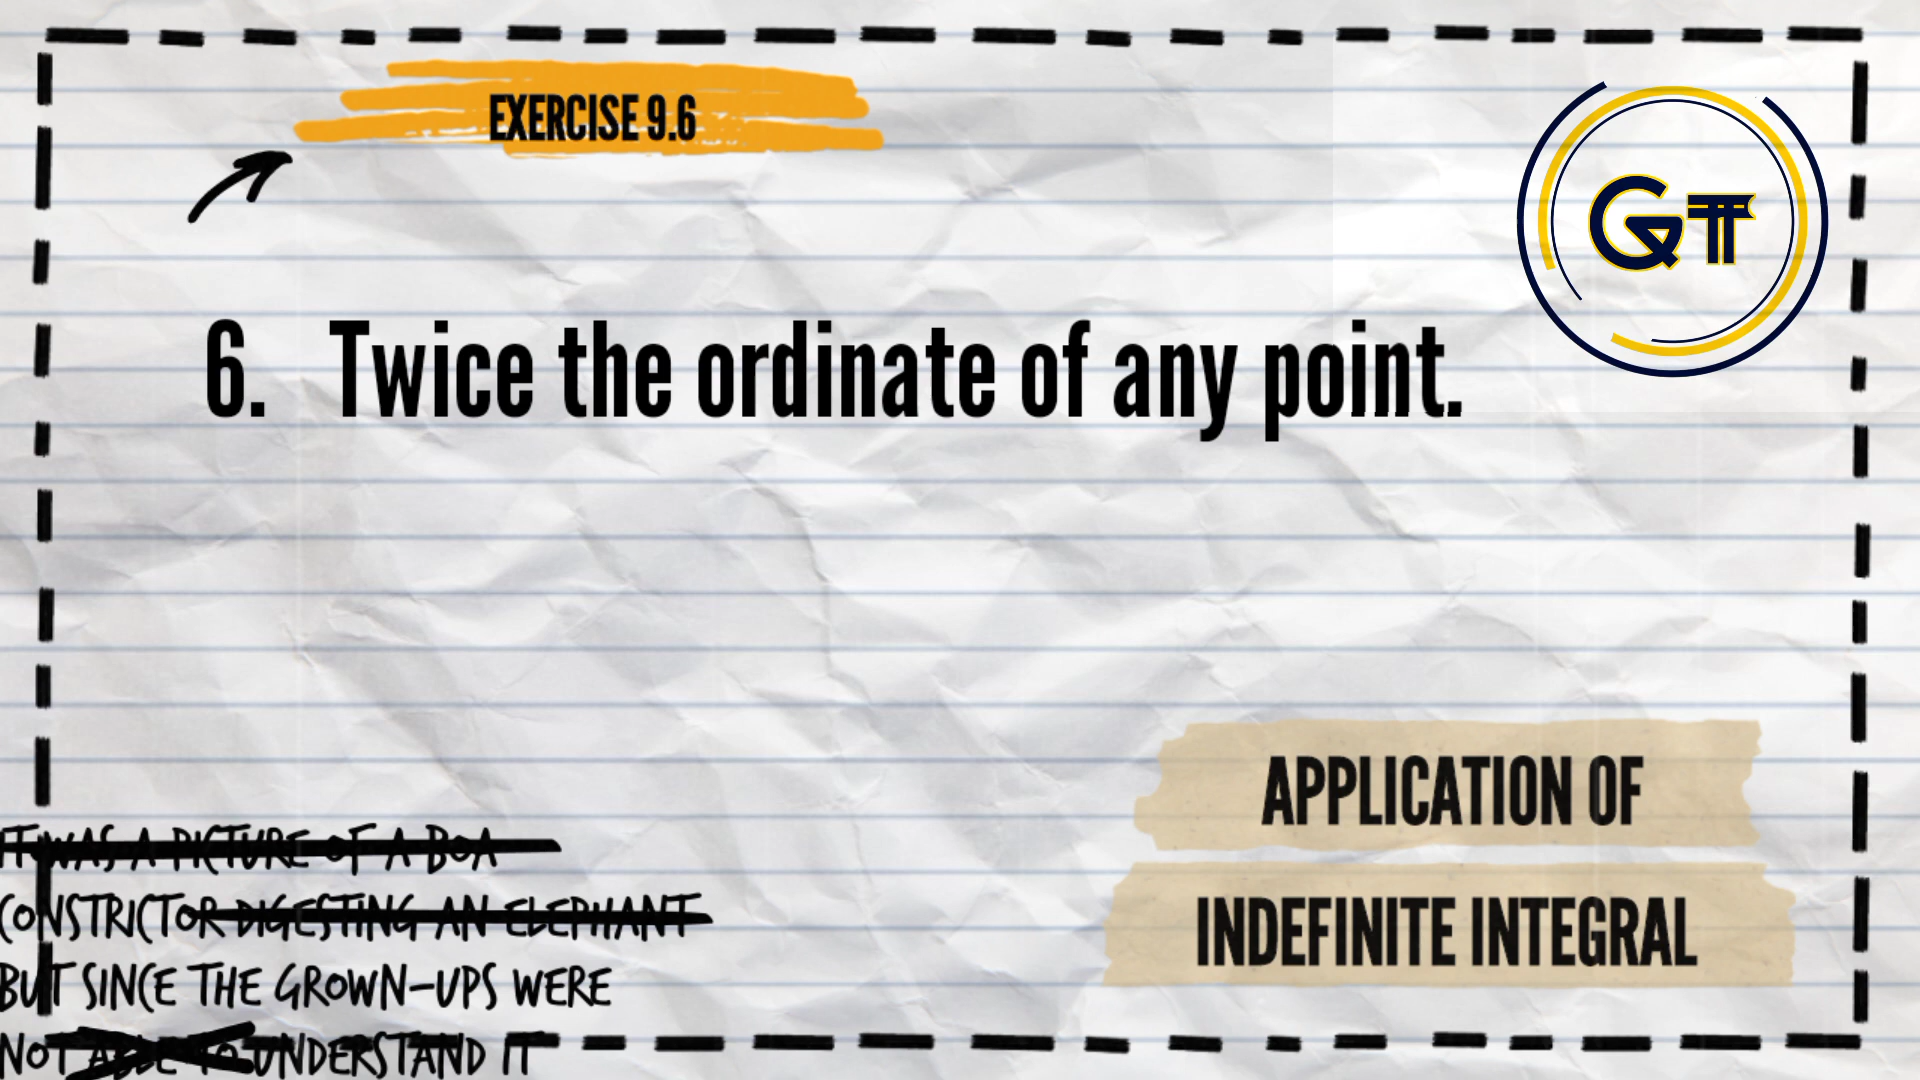 EXERCISE 9.6
GT
6. Twice the ordinate of any point.
APPLICATION OF
INDEFINITE INTEGRAL
IT WAS A PICTURE OF A BOA
CONSTRICTOR DIGESTING AN ELEPHANT
BUT SINCE THE GROWN-UPS WERE
NOT ABLE TO UNDERSTAND IT